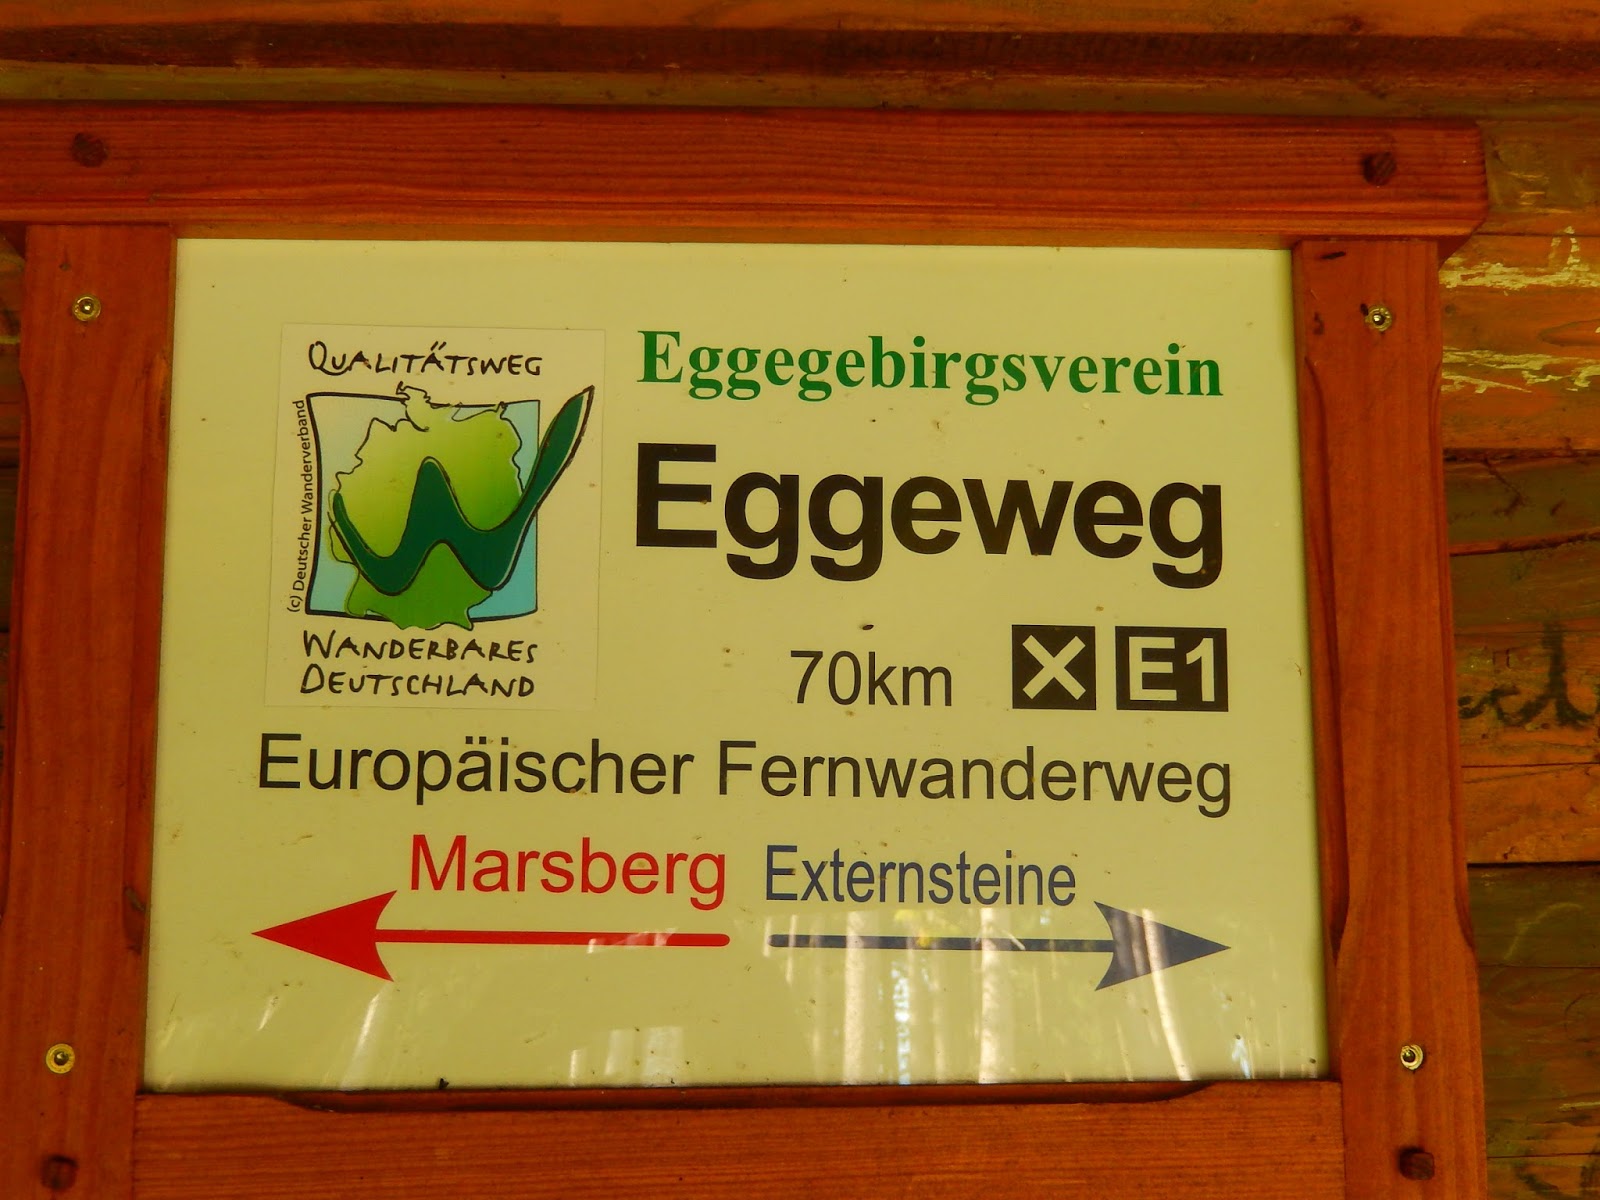 QUALITÄTSWEG
(c) Deutscher Wanderverband
WANDERBARES
DEUTSCHLAND
Eggegebirgsverein
Eggeweg
70km X E1
Europäischer Fernwanderweg
Marsberg Externsteine